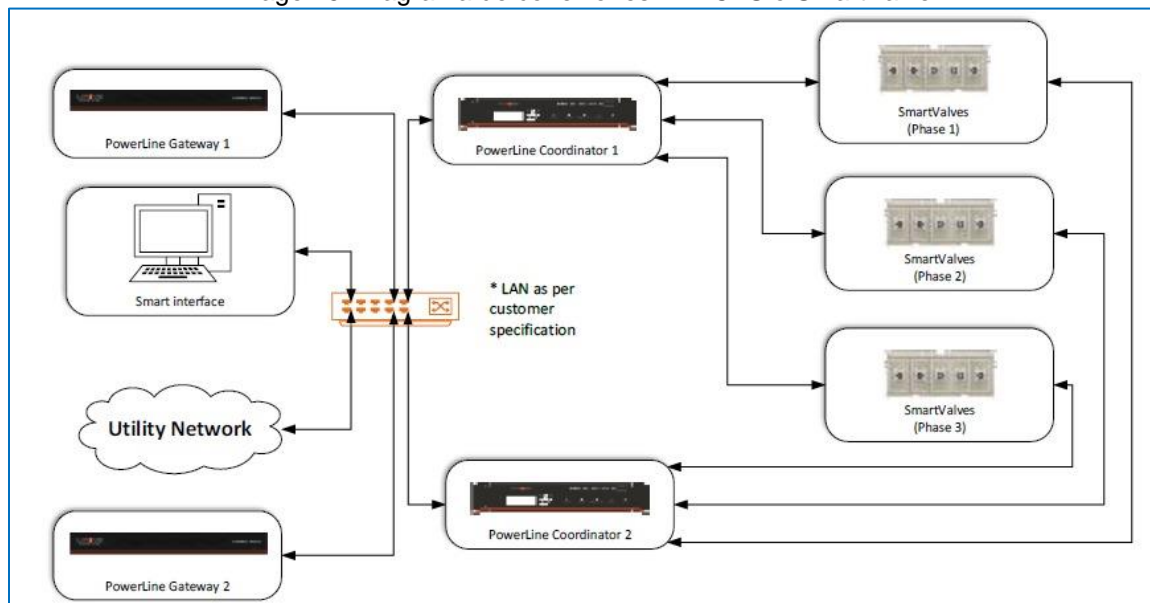 PowerLine Gateway 1
Smart interface
Utility Network
PowerLine Gateway 2
* LAN as per
customer
specification
PowerLine Coordinator 1
PowerLine Coordinator 2
SmartValves
(Phase 1)
SmartValves
(Phase 2)
SmartValves
(Phase 3)